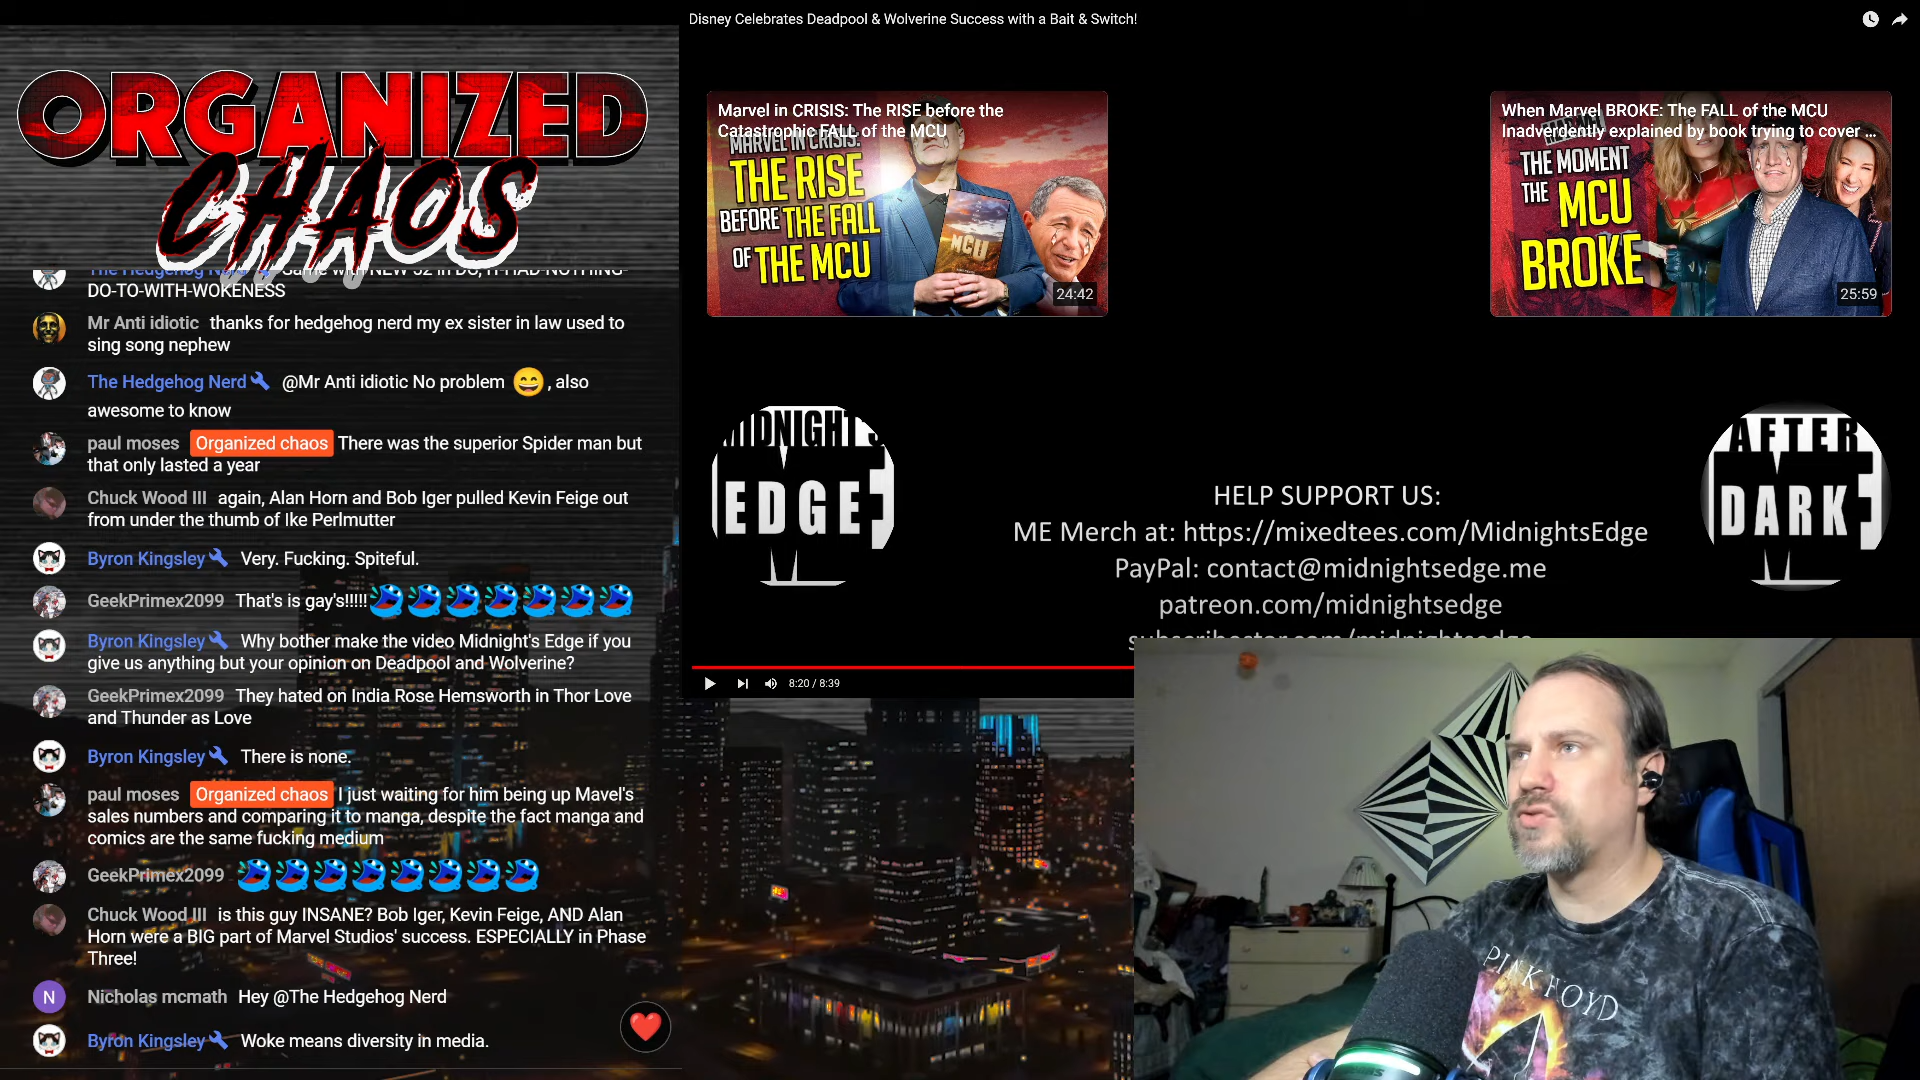 Disney Celebrates Deadpool & Wolverine Success with a Bait & Switch!
ORGANIZED
CHAOS
DO-TO-WITH-WOKENESS
Mr Anti idiotic thanks for hedgehog nerd my ex sister in law used to
sing song nephew
The Hedgehog Nerd @Mr Anti idiotic No problem 😄, also
awesome to know
paul moses Organized chaos There was the superior Spider man but
that only lasted a year
Chuck Wood III again, Alan Horn and Bob Iger pulled Kevin Feige out
from under the thumb of Ike Perlmutter
Byron Kingsley Very. Fucking. Spiteful.
GeekPrimex2099 That's is gay's!!!!!
Byron Kingsley Why bother make the video Midnight's Edge if you
give us anything but your opinion on Deadpool and Wolverine?
GeekPrimex2099 They hated on India Rose Hemsworth in Thor Love
and Thunder as Love
Byron Kingsley There is none.
paul moses Organized chaos I just waiting for him being up Mavel's
sales numbers and comparing it to manga, despite the fact manga and
comics are the same fucking medium
GeekPrimex2099
Chuck Wood III is this guy INSANE? Bob Iger, Kevin Feige, AND Alan
Horn were a BIG part of Marvel Studios' success. ESPECIALLY in Phase
Three!
N
Nicholas mcmath Hey @The Hedgehog Nerd
Byron Kingsley Woke means diversity in media.
Marvel in CRISIS: The RISE before the
Catastrophic FALL of the MCU
MARVEL IN CRISIS:
THE RISE
BEFORE THE FALL
OF THE MCU
MCU
24:42
When Marvel BROKE: The FALL of the MCU
Inadverdently explained by book trying to cover ...
THE MOMENT
THE MCU
BROKE
25:59
MIDNIGHT'S
EDGE
AFTER
DARK
HELP SUPPORT US:
ME Merch at: https://mixedtees.com/MidnightsEdge
PayPal: contact@midnightsedge.me
patreon.com/midnightsedge
subscribestar.com/midnightsedge
8:20 / 8:39
PINK FLOYD